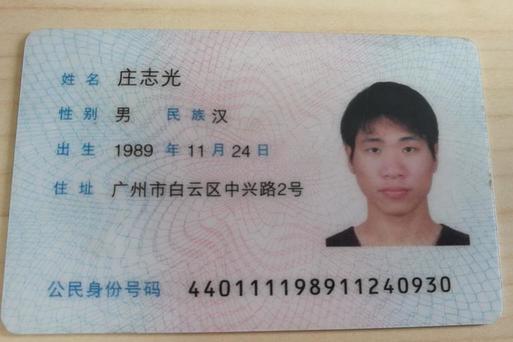 姓名 庄志光
性别 男 民族 汉
出生 1989 年 11 月 24 日
住址 广州市白云区中兴路2号
公民身份号码 440111198911240930